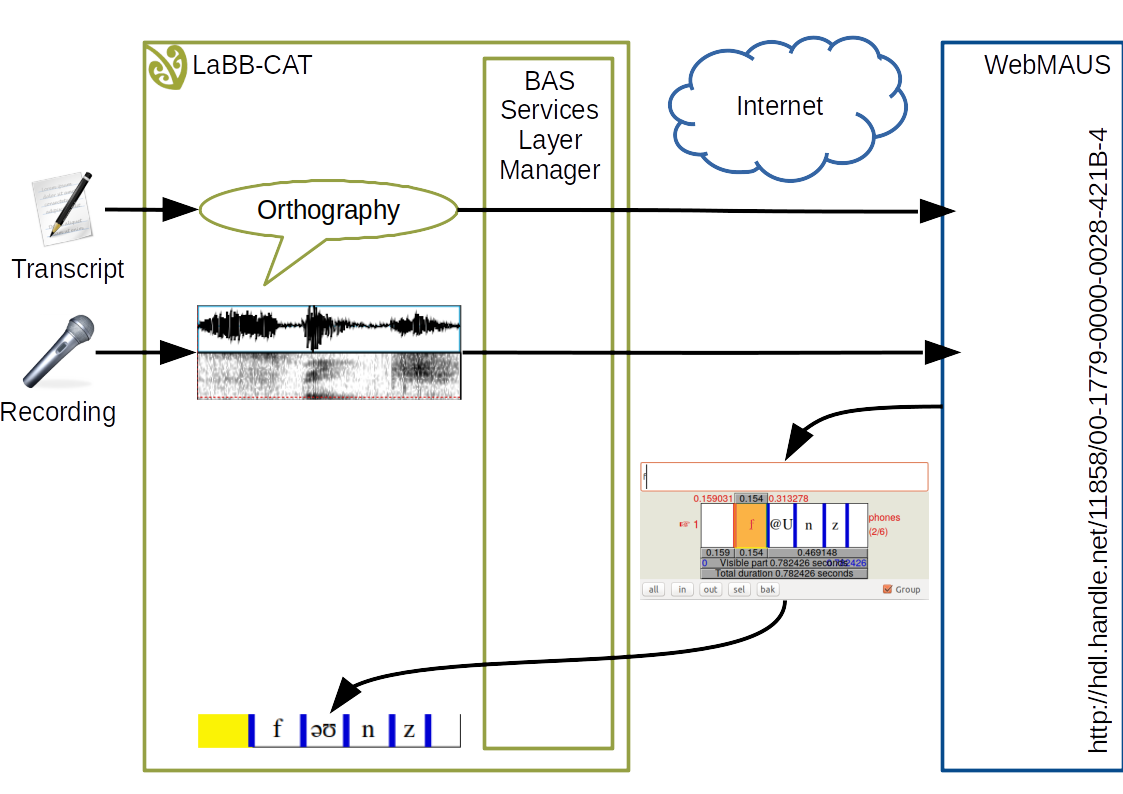 LaBB-CAT
BAS
Services
Layer
Manager
Internet
WebMAUS
Transcript
Orthography
Recording
http://hdl.handle.net/11858/00-1779-0000-0028-421B-4
f
0.159031 0.154 0.313278
☞ 1 f @U n z phones
(2/6)
0.159 0.154 0.469148
0 Visible part 0.782426 seconds 0.782426
Total duration 0.782426 seconds
all in out sel bak Group
f əʊ n z